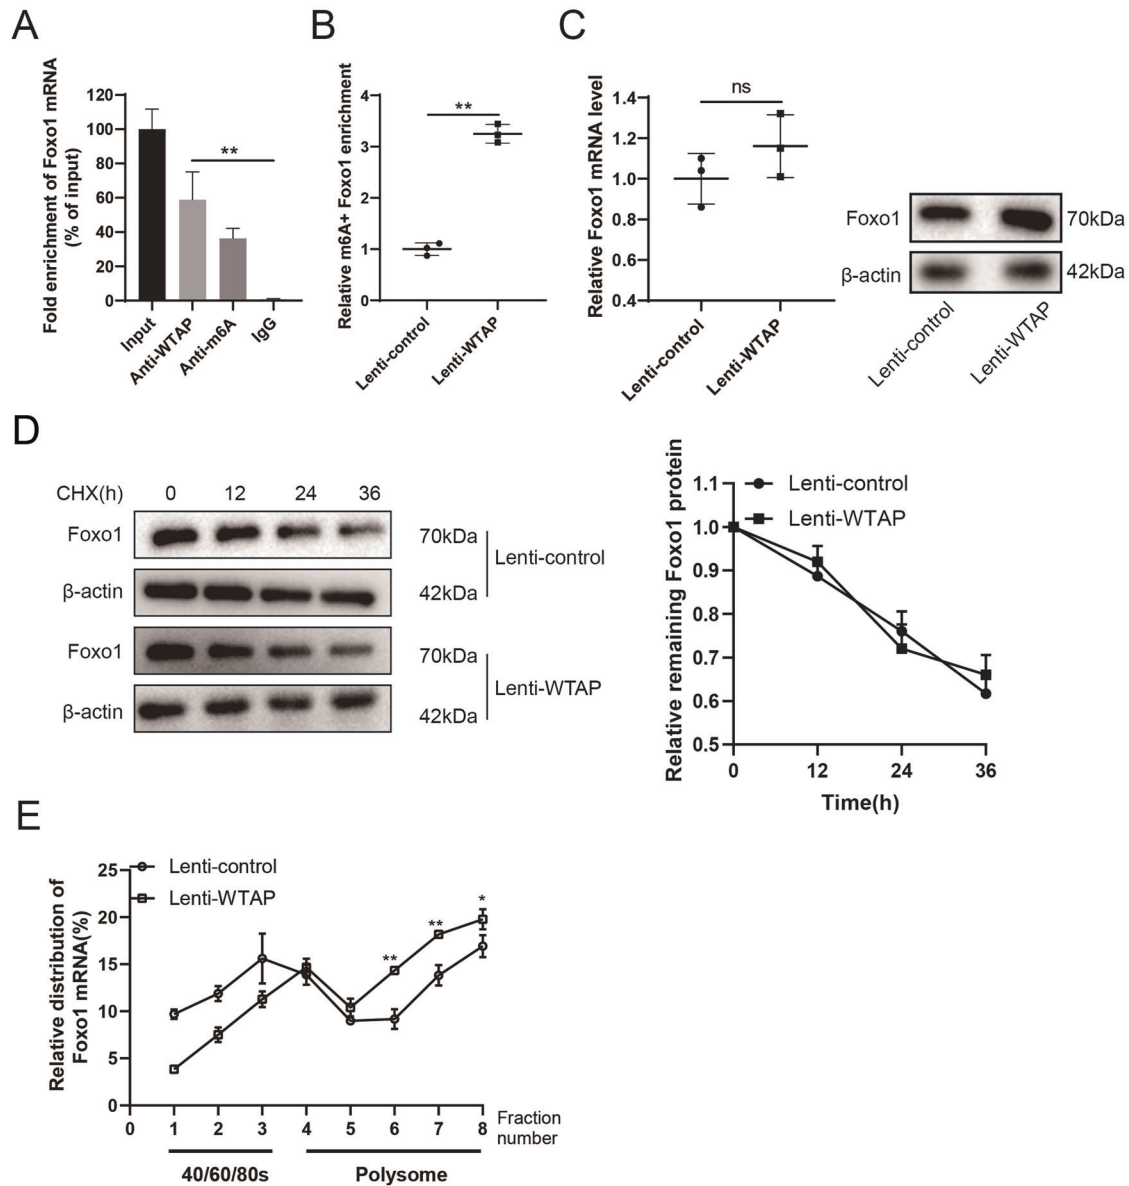 A
Fold enrichment of Foxo1 mRNA
(% of input)
120
100
80
60
40
20
0
**
Input
Anti-WTAP
Anti-m6A
IgG
B
Relative m6A+ Foxo1 enrichment
4
3
2
1
0
**
Lenti-control
Lenti-WTAP
C
Relative Foxo1 mRNA level
1.4
1.2
1.0
0.8
0.6
0.4
ns
Lenti-control
Lenti-WTAP
Foxo1
70kDa
β-actin
42kDa
Lenti-control
Lenti-WTAP
D
CHX(h) 0 12 24 36
Foxo1
70kDa
Lenti-control
β-actin
42kDa
Foxo1
70kDa
Lenti-WTAP
β-actin
42kDa
Relative remaining Foxo1 protein
1.1
1.0
0.9
0.8
0.7
0.6
0.5
Lenti-control
Lenti-WTAP
0 12 24 36
Time(h)
E
Relative distribution of
Foxo1 mRNA(%)
25
20
15
10
5
0
Lenti-control
Lenti-WTAP
**
**
*
0 1 2 3 4 5 6 7 8
Fraction
number
40/60/80s
Polysome